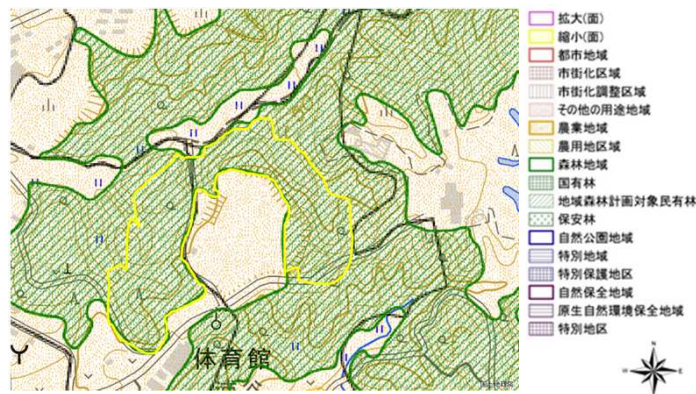 体育館
拡大(面)
縮小(面)
都市地域
市街化区域
市街化調整区域
その他の用途地域
農業地域
農用地区域
森林地域
国有林
地域森林計画対象民有林
保安林
自然公園地域
特別地域
特別保護地区
自然保全地域
原生自然環境保全地域
特別地区
N
W E
S